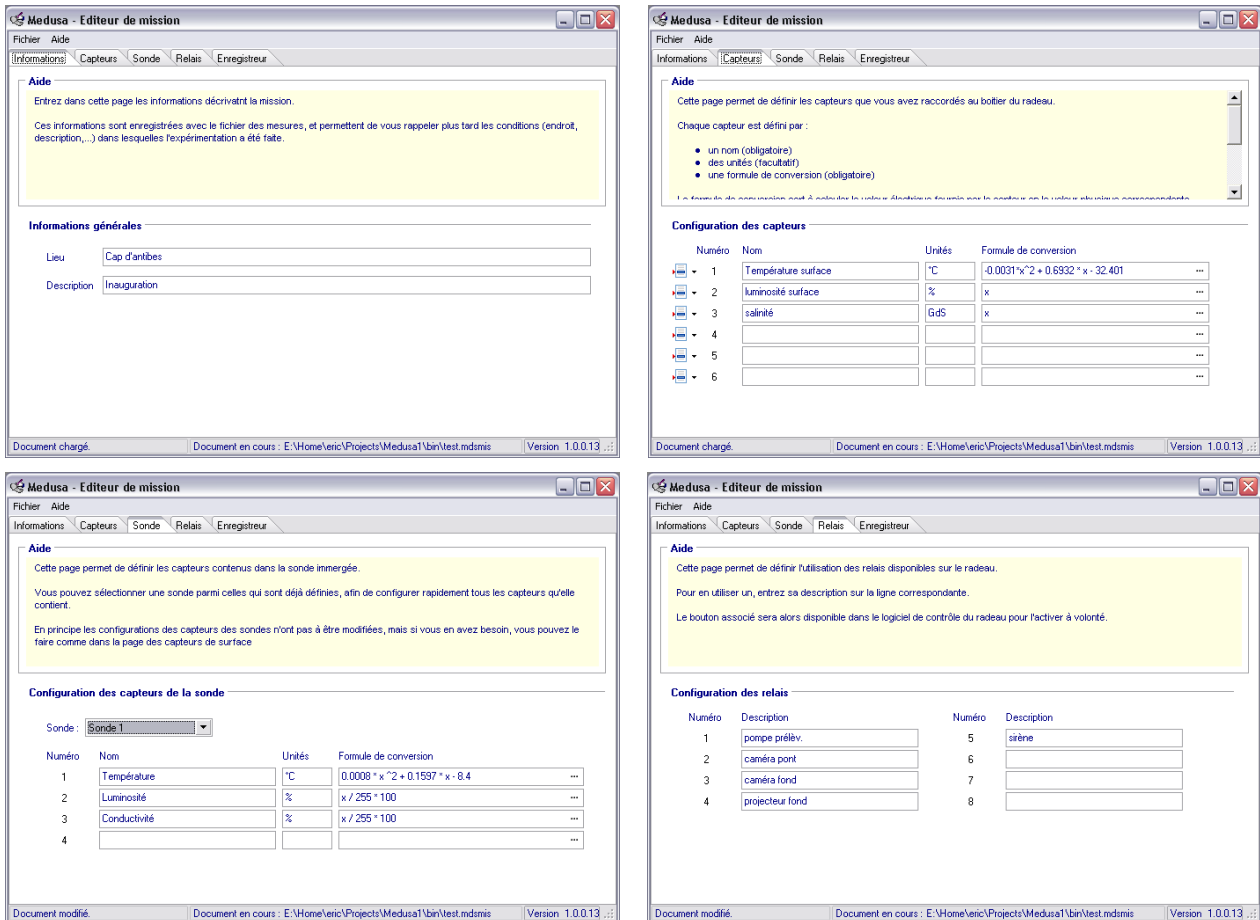 Medusa - Editeur de mission
Fichier Aide
Informations Capteurs Sonde Relais Enregistreur
Aide
Entrez dans cette page les informations décrivatnt la mission.
Ces informations sont enregistrées avec le fichier des mesures, et permettent de vous rappeler plus tard les conditions (endroit,
description,...) dans lesquelles l'expérimentation a été faite.
Informations générales
Lieu Cap d'antibes
Description Inauguration
Document chargé. Document en cours : E:\Home\eric\Projects\Medusa1\bin\test.mdsmis Version 1.0.0.13
Medusa - Editeur de mission
Fichier Aide
Informations Capteurs Sonde Relais Enregistreur
Aide
Cette page permet de définir les capteurs que vous avez raccordés au boitier du radeau.
Chaque capteur est défini par :
• un nom (obligatoire)
• des unités (facultatif)
• une formule de conversion (obligatoire)
La formule de conversion sert à calculer la valeur électrique fournie par le capteur en la valeur physique correspondante
Configuration des capteurs
Numéro Nom Unités Formule de conversion
1 Température surface °C -0.0031*x^2 + 0.6932 * x - 32.401 ...
2 luminosité surface % x ...
3 salinité GdS x ...
4 ...
5 ...
6 ...
Document chargé. Document en cours : E:\Home\eric\Projects\Medusa1\bin\test.mdsmis Version 1.0.0.13
Medusa - Editeur de mission
Fichier Aide
Informations Capteurs Sonde Relais Enregistreur
Aide
Cette page permet de définir les capteurs contenus dans la sonde immergée.
Vous pouvez sélectionner une sonde parmi celles qui sont déjà définies, afin de configurer rapidement tous les capteurs qu'elle
contient.
En principe les configurations des capteurs des sondes n'ont pas à être modifiées, mais si vous en avez besoin, vous pouvez le
faire comme dans la page des capteurs de surface
Configuration des capteurs de la sonde
Sonde : Sonde 1
Numéro Nom Unités Formule de conversion
1 Température °C 0.0008 * x ^2 + 0.1597 * x - 8.4 ...
2 Luminosité % x / 255 * 100 ...
3 Conductivité % x / 255 * 100 ...
4 ...
Document modifié. Document en cours : E:\Home\eric\Projects\Medusa1\bin\test.mdsmis Version 1.0.0.13
Medusa - Editeur de mission
Fichier Aide
Informations Capteurs Sonde Relais Enregistreur
Aide
Cette page permet de définir l'utilisation des relais disponibles sur le radeau.
Pour en utiliser un, entrez sa description sur la ligne correspondante.
Le bouton associé sera alors disponible dans le logiciel de contrôle du radeau pour l'activer à volonté.
Configuration des relais
Numéro Description Numéro Description
1 pompe prélèv. 5 sirène
2 caméra pont 6
3 caméra fond 7
4 projecteur fond 8
Document modifié. Document en cours : E:\Home\eric\Projects\Medusa1\bin\test.mdsmis Version 1.0.0.13